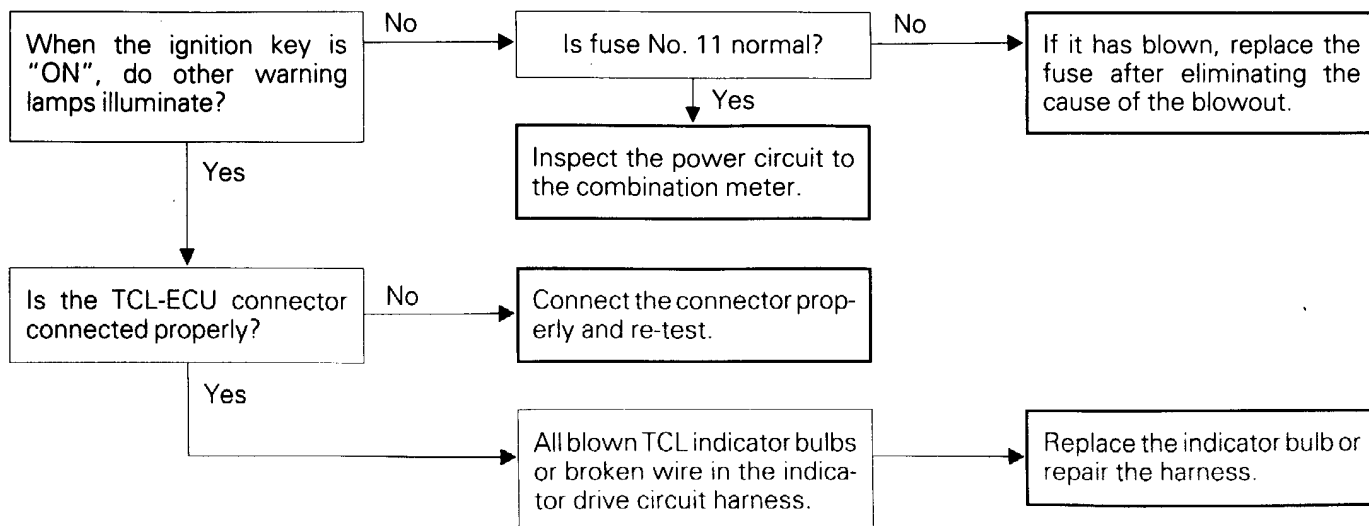 When the ignition key is
"ON", do other warning
lamps illuminate?
No
Is fuse No. 11 normal?
No
If it has blown, replace the
fuse after eliminating the
cause of the blowout.
Yes
Inspect the power circuit to
the combination meter.
Yes
Is the TCL-ECU connector
connected properly?
No
Connect the connector prop-
erly and re-test.
Yes
All blown TCL indicator bulbs
or broken wire in the indica-
tor drive circuit harness.
Replace the indicator bulb or
repair the harness.